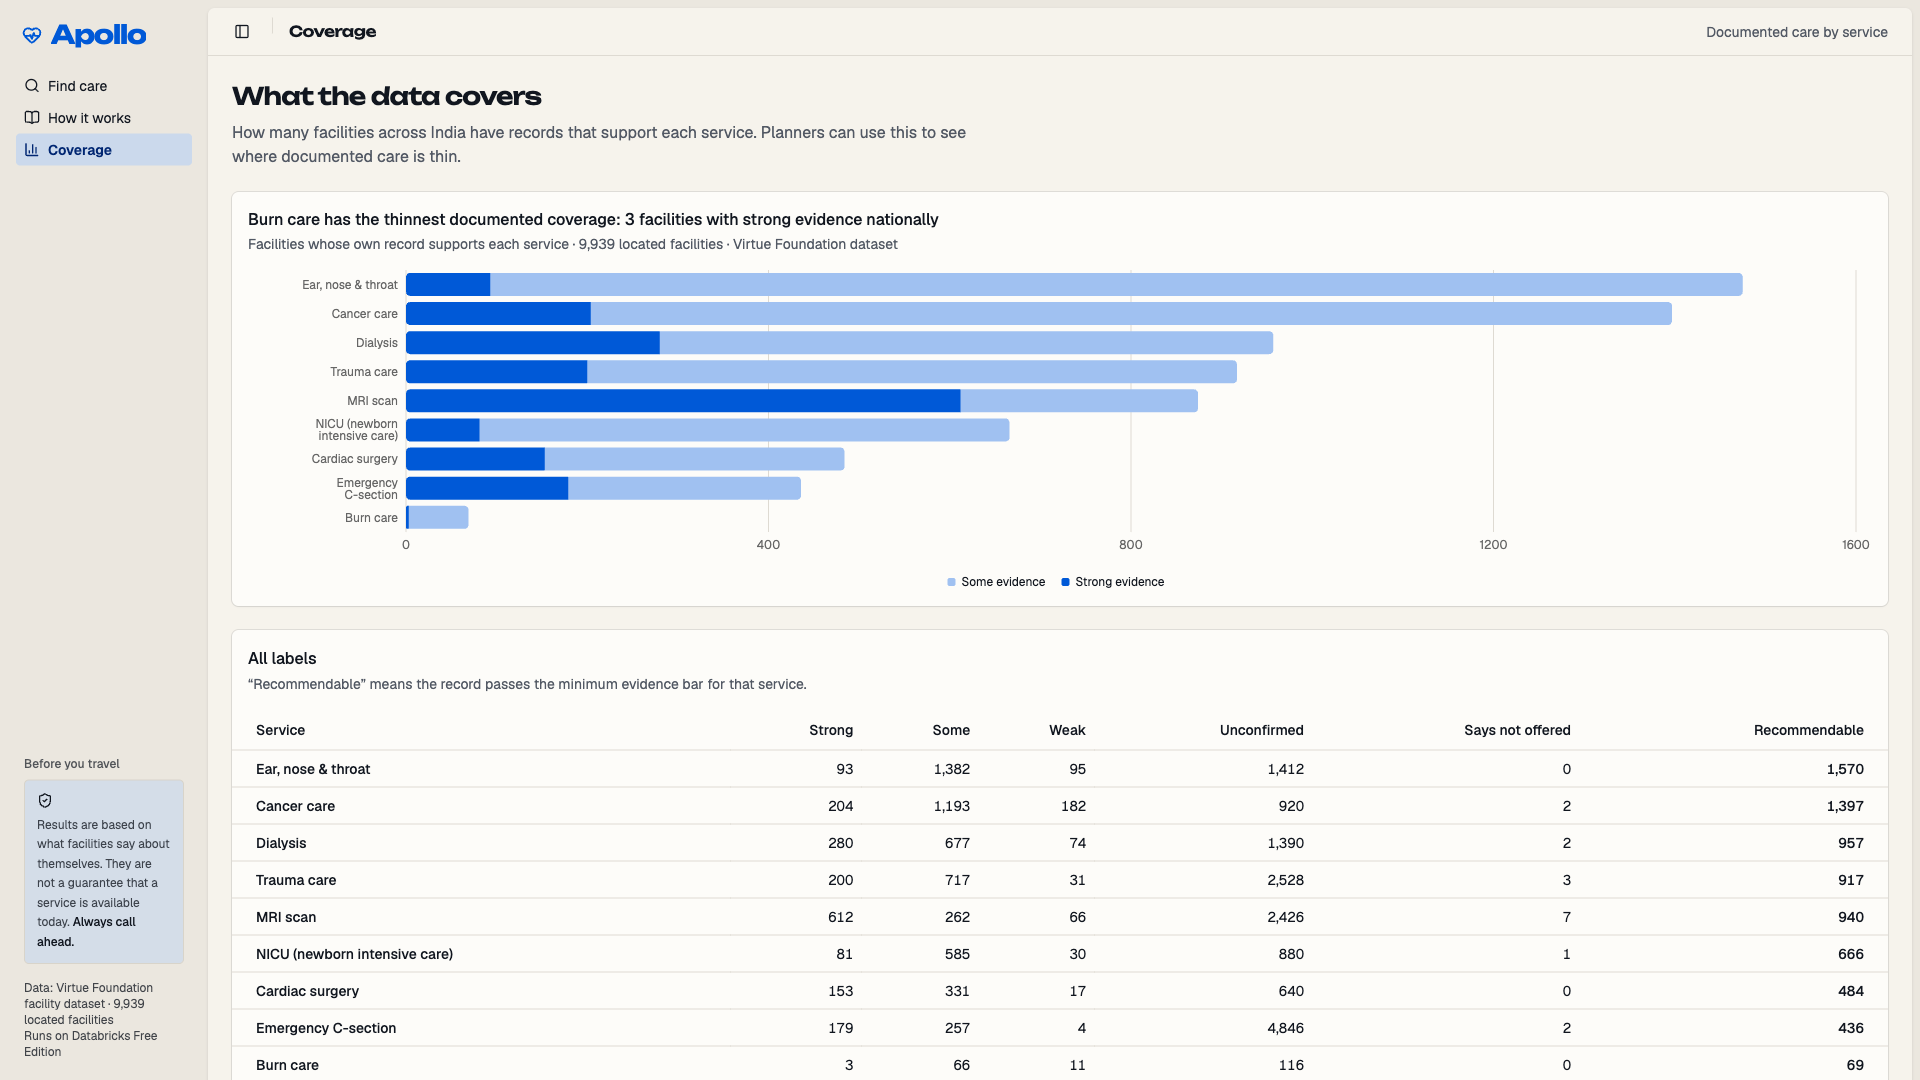 Apollo
Find care
How it works
Coverage
Before you travel
Results are based on
what facilities say about
themselves. They are
not a guarantee that a
service is available
today. Always call
ahead.
Data: Virtue Foundation
facility dataset · 9,939
located facilities
Runs on Databricks Free
Edition
Coverage
Documented care by service
What the data covers
How many facilities across India have records that support each service. Planners can use this to see
where documented care is thin.
Burn care has the thinnest documented coverage: 3 facilities with strong evidence nationally
Facilities whose own record supports each service · 9,939 located facilities · Virtue Foundation dataset
Ear, nose & throat
Cancer care
Dialysis
Trauma care
MRI scan
NICU (newborn
intensive care)
Cardiac surgery
Emergency
C-section
Burn care
0 400 800 1200 1600
Some evidence Strong evidence
All labels
“Recommendable” means the record passes the minimum evidence bar for that service.
Service Strong Some Weak Unconfirmed Says not offered Recommendable
Ear, nose & throat 93 1,382 95 1,412 0 1,570
Cancer care 204 1,193 182 920 2 1,397
Dialysis 280 677 74 1,390 2 957
Trauma care 200 717 31 2,528 3 917
MRI scan 612 262 66 2,426 7 940
NICU (newborn intensive care) 81 585 30 880 1 666
Cardiac surgery 153 331 17 640 0 484
Emergency C-section 179 257 4 4,846 2 436
Burn care 3 66 11 116 0 69